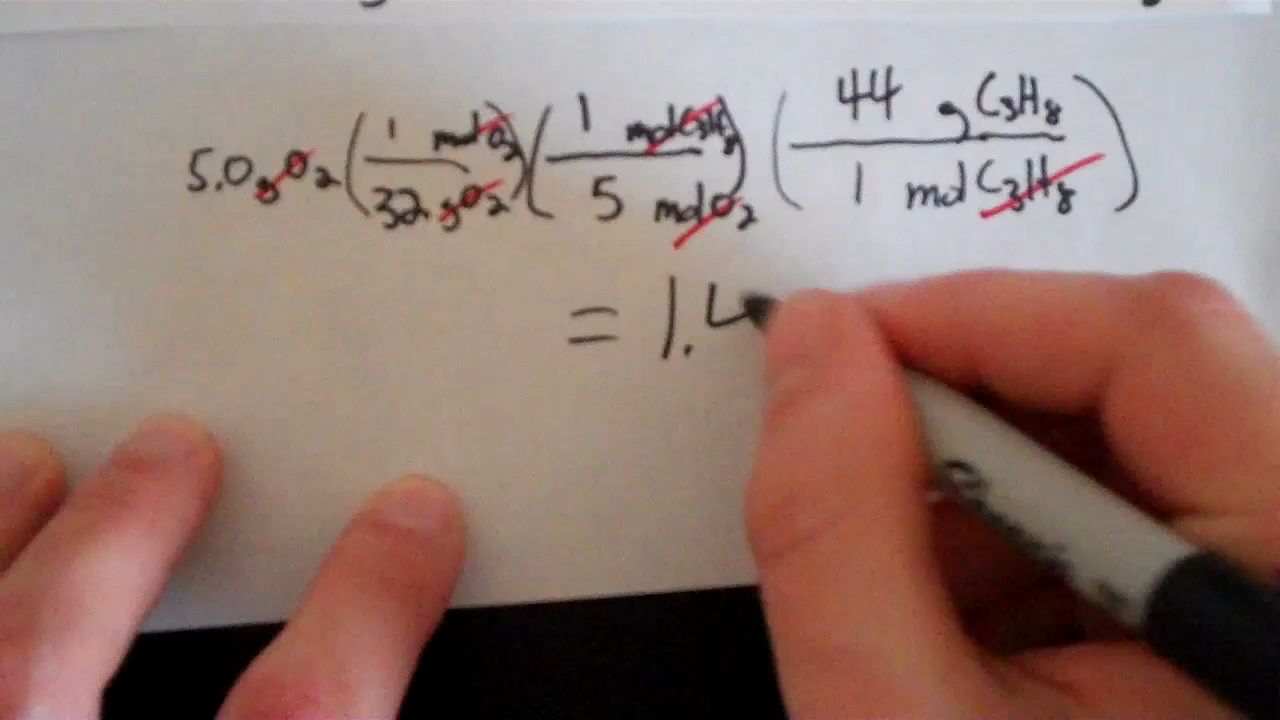 5.0 g O₂ (1 mol O₂ / 32 g O₂) (1 mol C₃H₈ / 5 mol O₂) (44 g C₃H₈ / 1 mol C₃H₈)
= 1.4